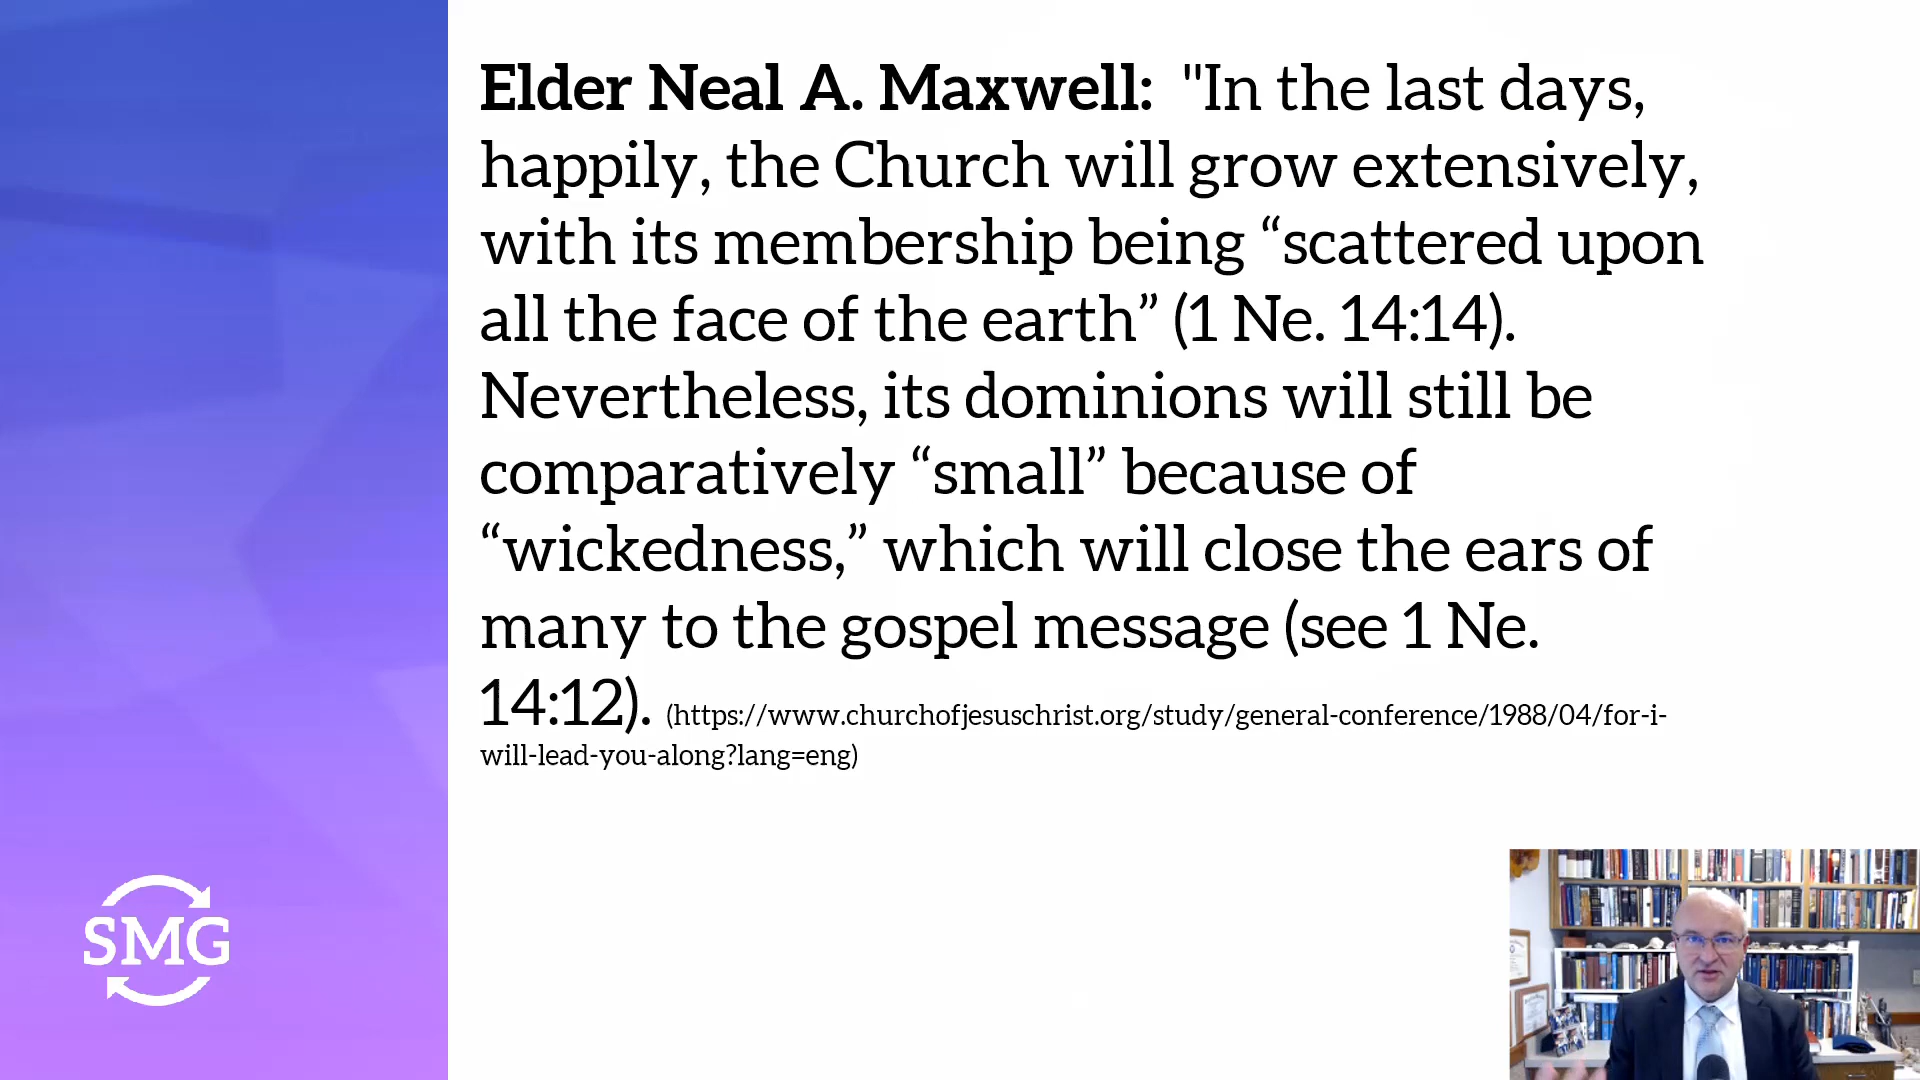 Elder Neal A. Maxwell: "In the last days,
happily, the Church will grow extensively,
with its membership being “scattered upon
all the face of the earth” (1 Ne. 14:14).
Nevertheless, its dominions will still be
comparatively “small” because of
“wickedness,” which will close the ears of
many to the gospel message (see 1 Ne.
14:12). (https://www.churchofjesuschrist.org/study/general-conference/1988/04/for-i-
will-lead-you-along?lang=eng)
SMG